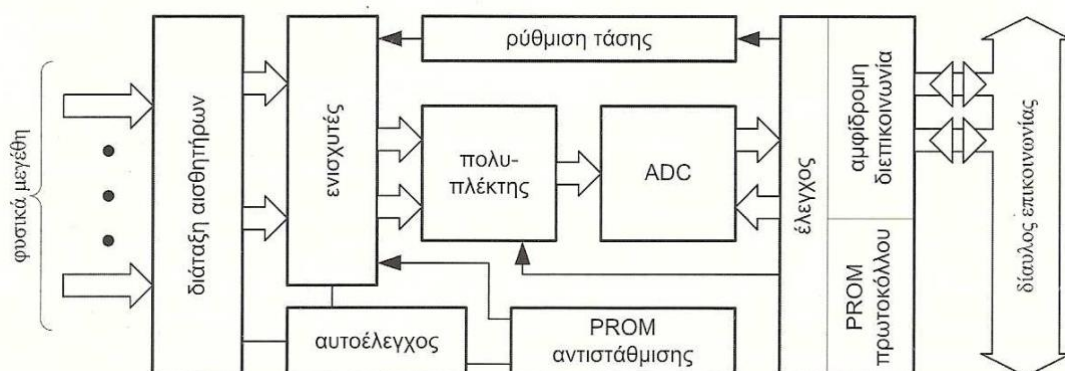 φυσικά μεγέθη
διάταξη αισθητήρων
ενισχυτές
ρύθμιση τάσης
πολυ-
πλέκτης
ADC
έλεγχος
αμφίδρομη
διεπικοινωνία
PROM
πρωτοκόλλου
δίαυλος επικοινωνίας
αυτοέλεγχος
PROM
αντιστάθμισης